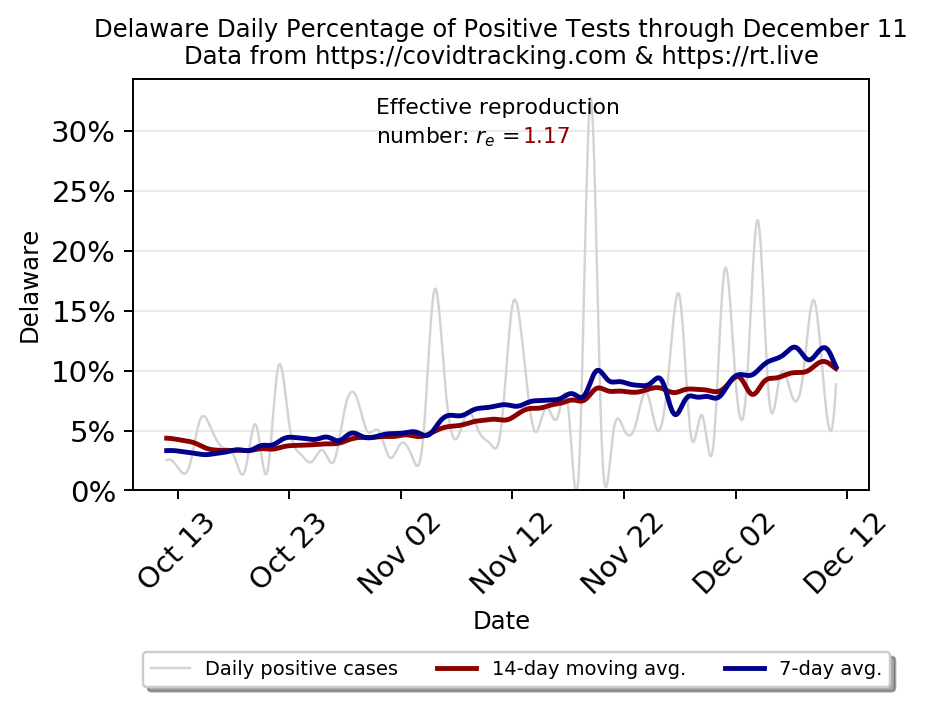 Delaware Daily Percentage of Positive Tests through December 11
Data from https://covidtracking.com & https://rt.live
Effective reproduction
number: rₑ =1.17
30%
25%
20%
15%
10%
5%
0%
Delaware
Oct 13
Oct 23
Nov 02
Nov 12
Nov 22
Dec 02
Dec 12
Date
Daily positive cases
14-day moving avg.
7-day avg.